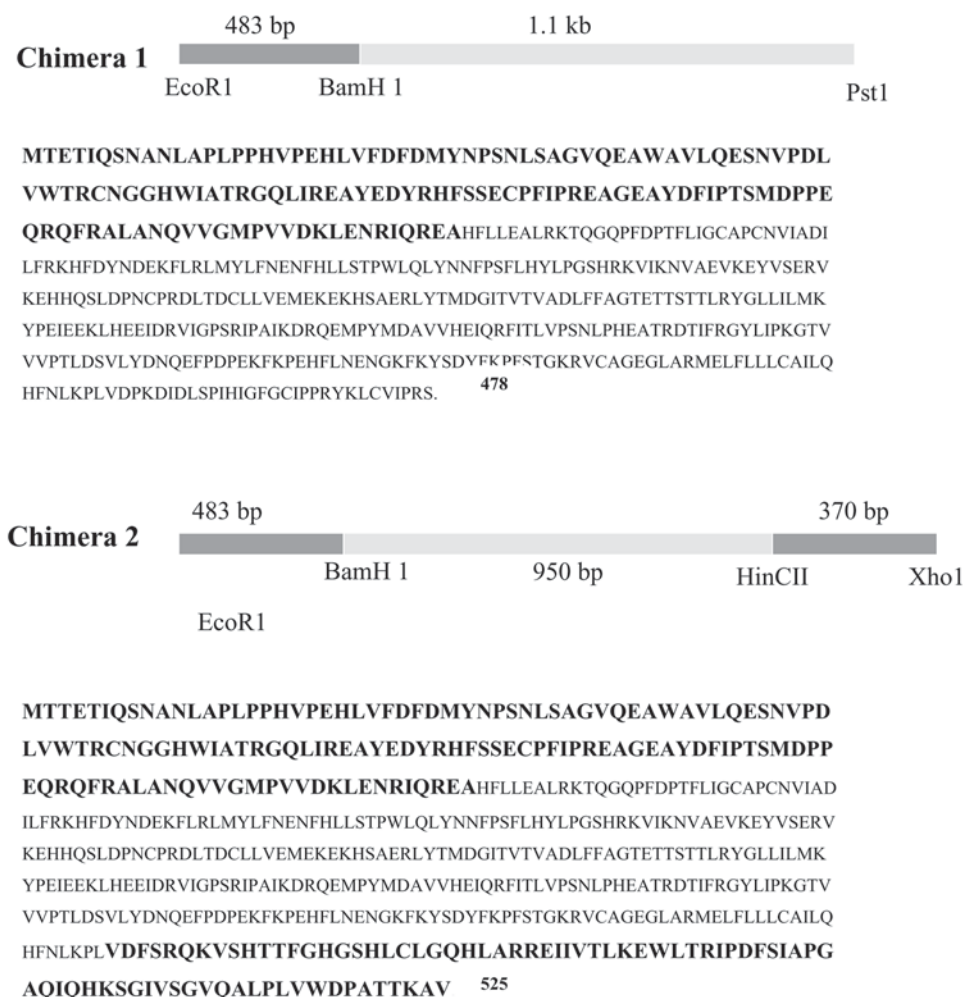 483 bp 1.1 kb
Chimera 1
EcoR1 BamH 1 Pst1
MTETIQSNANLAPLPPHVPEHLVFDFDMYNPSNLSAGVQEAWAVLQESNVPDL
VWTRCNGGHWIATRGQLIREAYEDYRHFSSECPFIPREAGEAYDFIPTSMDPPE
QRQFRALANQVVGMPVVDKLENRIQREAHFLLEALRKTQGQPFDPTFLIGCAPCNVIADI
LFRKHFDYNDEKFLRLMYLFNENFHLLSTPWLQLYNNFPSFLHYLPGSHRKVIKNVAEVKEYVSERV
KEHHQSLDPNCPRDLTDCLLVEMEKEKHSAERLYTMDGITVTVADLFFAGTETTSTTLRYGLLILMK
YPEIEEKLHEEIDRVIGPSRIPAIKDRQEMPYMDAVVHEIQRFITLVPSNLPHEATRDTIFRGYLIPKGTV
VVPTLDSVLYDNQEFPDPEKFKPEHFLNENGKFKYSDYFKPFSTGKRVCAGEGLARMELFLLLCAILQ
HFNLKPLVDPKDIDLSPIHIGFGCIPPRYKLCVIPRS. 478
483 bp 370 bp
Chimera 2
BamH 1 950 bp HinCII Xho1
EcoR1
MTTETIQSNANLAPLPPHVPEHLVFDFDMYNPSNLSAGVQEAWAVLQESNVPD
LVWTRCNGGHWIATRGQLIREAYEDYRHFSSECPFIPREAGEAYDFIPTSMDPP
EQRQFRALANQVVGMPVVDKLENRIQREAHFLLEALRKTQGQPFDPTFLIGCAPCNVIAD
ILFRKHFDYNDEKFLRLMYLFNENFHLLSTPWLQLYNNFPSFLHYLPGSHRKVIKNVAEVKEYVSERV
KEHHQSLDPNCPRDLTDCLLVEMEKEKHSAERLYTMDGITVTVADLFFAGTETTSTTLRYGLLILMK
YPEIEEKLHEEIDRVIGPSRIPAIKDRQEMPYMDAVVHEIQRFITLVPSNLPHEATRDTIFRGYLIPKGTV
VVPTLDSVLYDNQEFPDPEKFKPEHFLNENGKFKYSDYFKPFSTGKRVCAGEGLARMELFLLLCAILQ
HFNLKPLVDFSRQKVSHTTFGHGSHLCLGQHLARREIIVTLKEWLTRIPDFSIAPG
AQIQHKSGIVSGVQALPLVWDPATTKAV 525